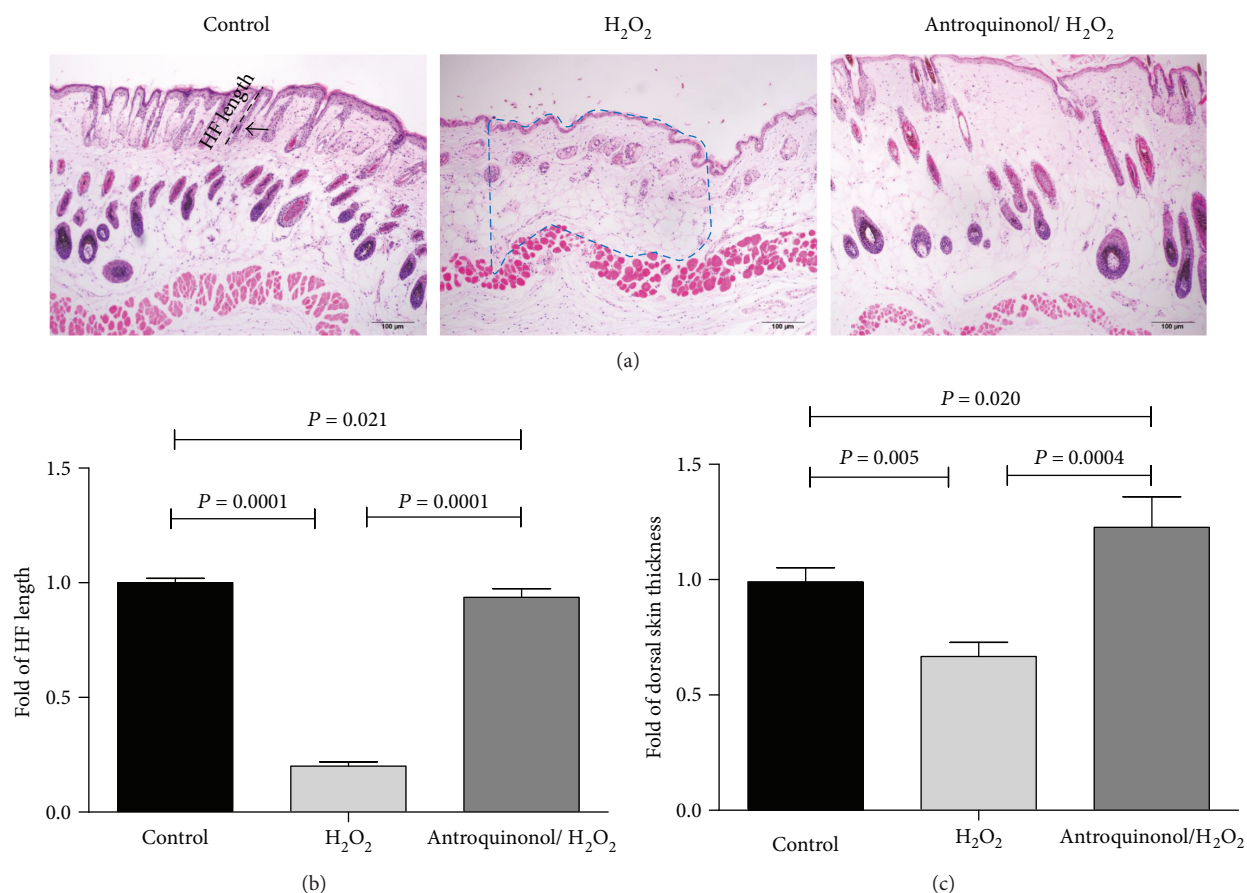 Control
H₂O₂
Antroquinonol/ H₂O₂
HF length
100 µm
100 µm
100 µm
(a)
P = 0.021
P = 0.0001
P = 0.0001
1.5
1.0
0.5
0.0
Fold of HF length
Control
H₂O₂
Antroquinonol/ H₂O₂
(b)
P = 0.020
P = 0.005
P = 0.0004
1.5
1.0
0.5
0.0
Fold of dorsal skin thickness
Control
H₂O₂
Antroquinonol/H₂O₂
(c)